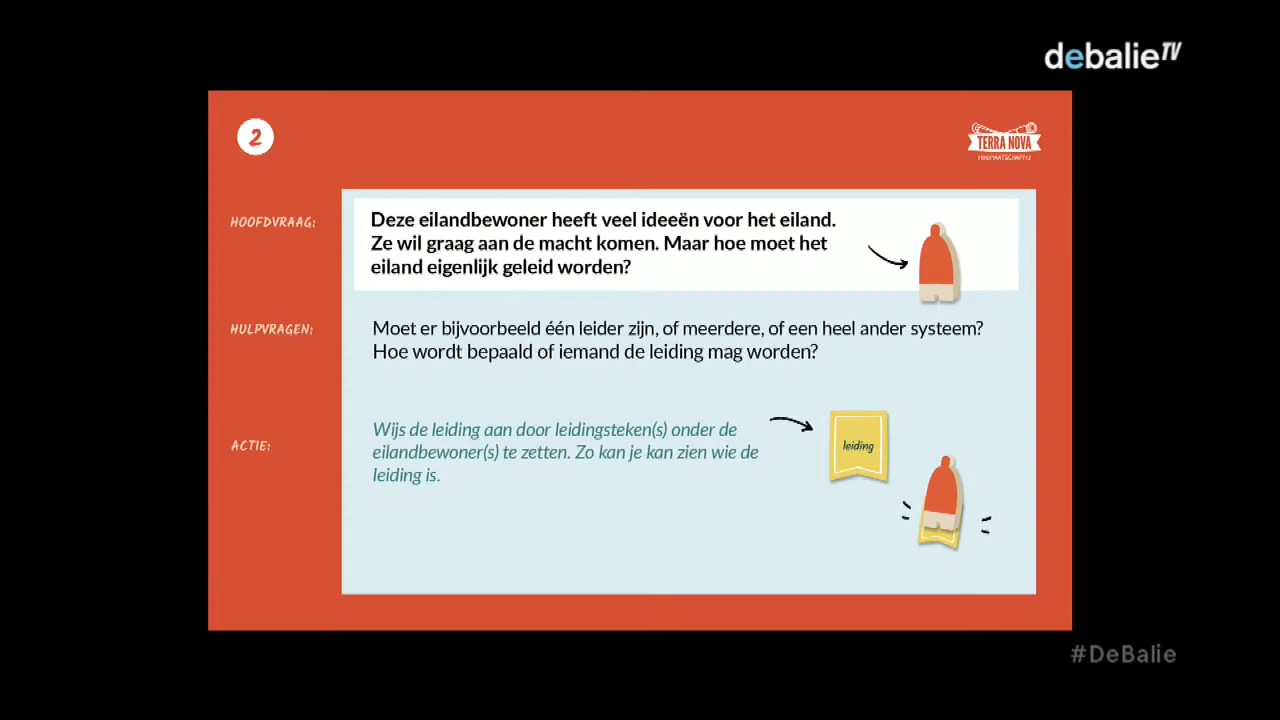 debalieTV
2
TERRA NOVA
MINIMAATSCHAPPIJ
HOOFDVRAAG:
Deze eilandbewoner heeft veel ideeën voor het eiland.
Ze wil graag aan de macht komen. Maar hoe moet het
eiland eigenlijk geleid worden?
HULPVRAGEN:
Moet er bijvoorbeeld één leider zijn, of meerdere, of een heel ander systeem?
Hoe wordt bepaald of iemand de leiding mag worden?
ACTIE:
Wijs de leiding aan door leidingsteken(s) onder de
eilandbewoner(s) te zetten. Zo kan je kan zien wie de
leiding is.
leiding
#DeBalie